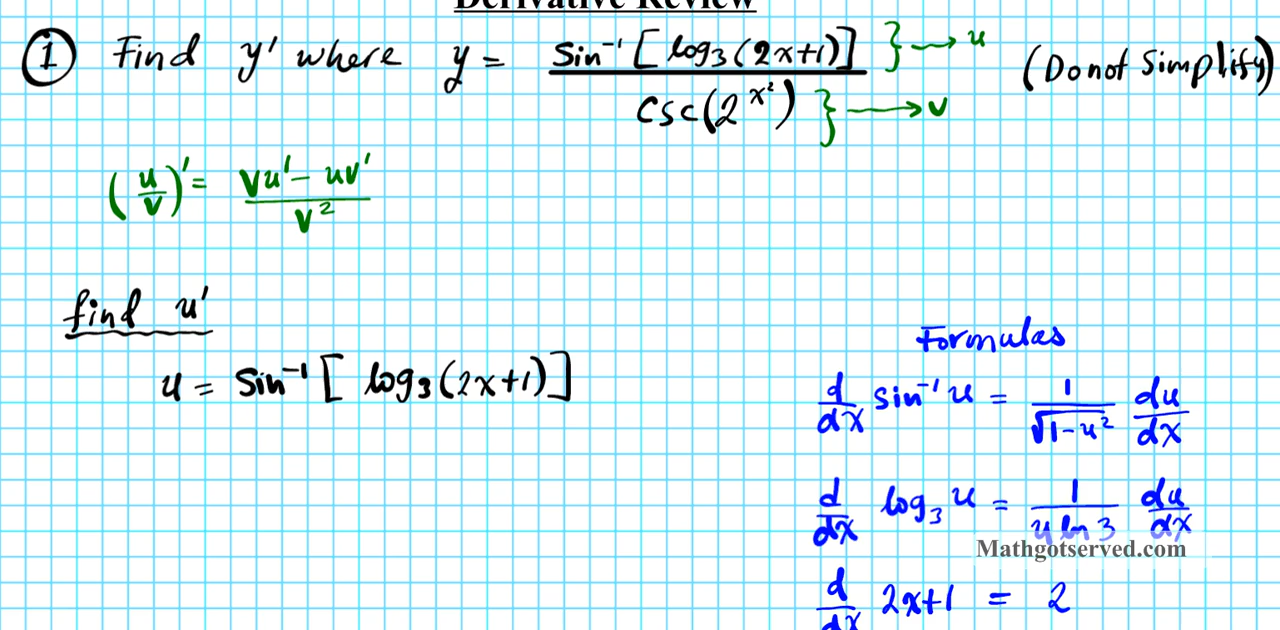 Derivative Review
① Find y' where y = Sin⁻¹[log₃(2x+1)] / csc(2^x²) }→u }→v (Do not Simplify)
(u/v)' = vu' - uv' / v²
find u'
u = Sin⁻¹[log₃(2x+1)]
Formulas
d/dx sin⁻¹u = 1/√1-u² du/dx
d/dx log₃u = 1/u ln 3 du/dx
Mathgotserved.com
d/dx 2x+1 = 2